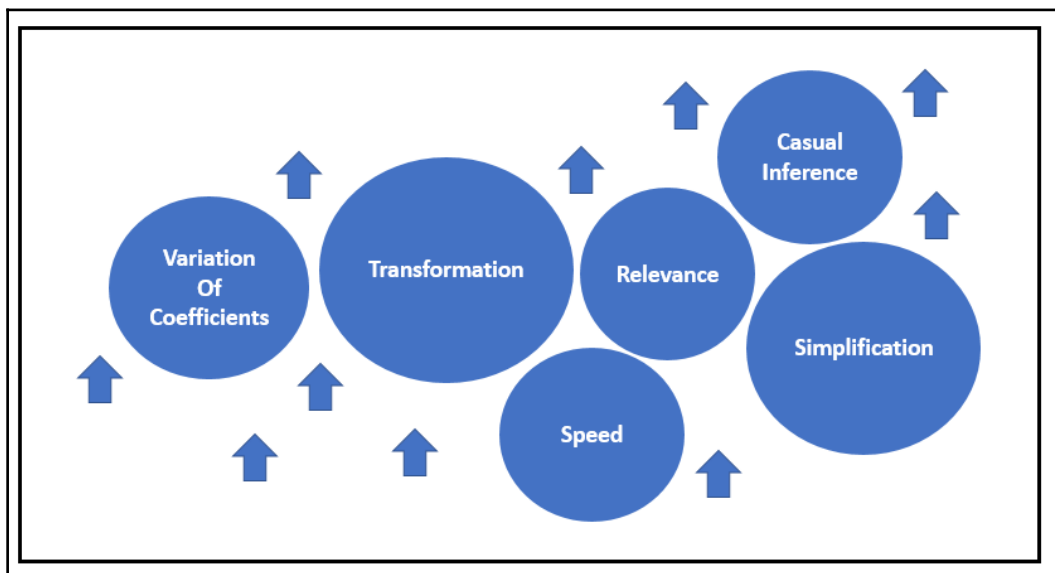 Variation
Of
Coefficients
Transformation
Relevance
Casual
Inference
Simplification
Speed